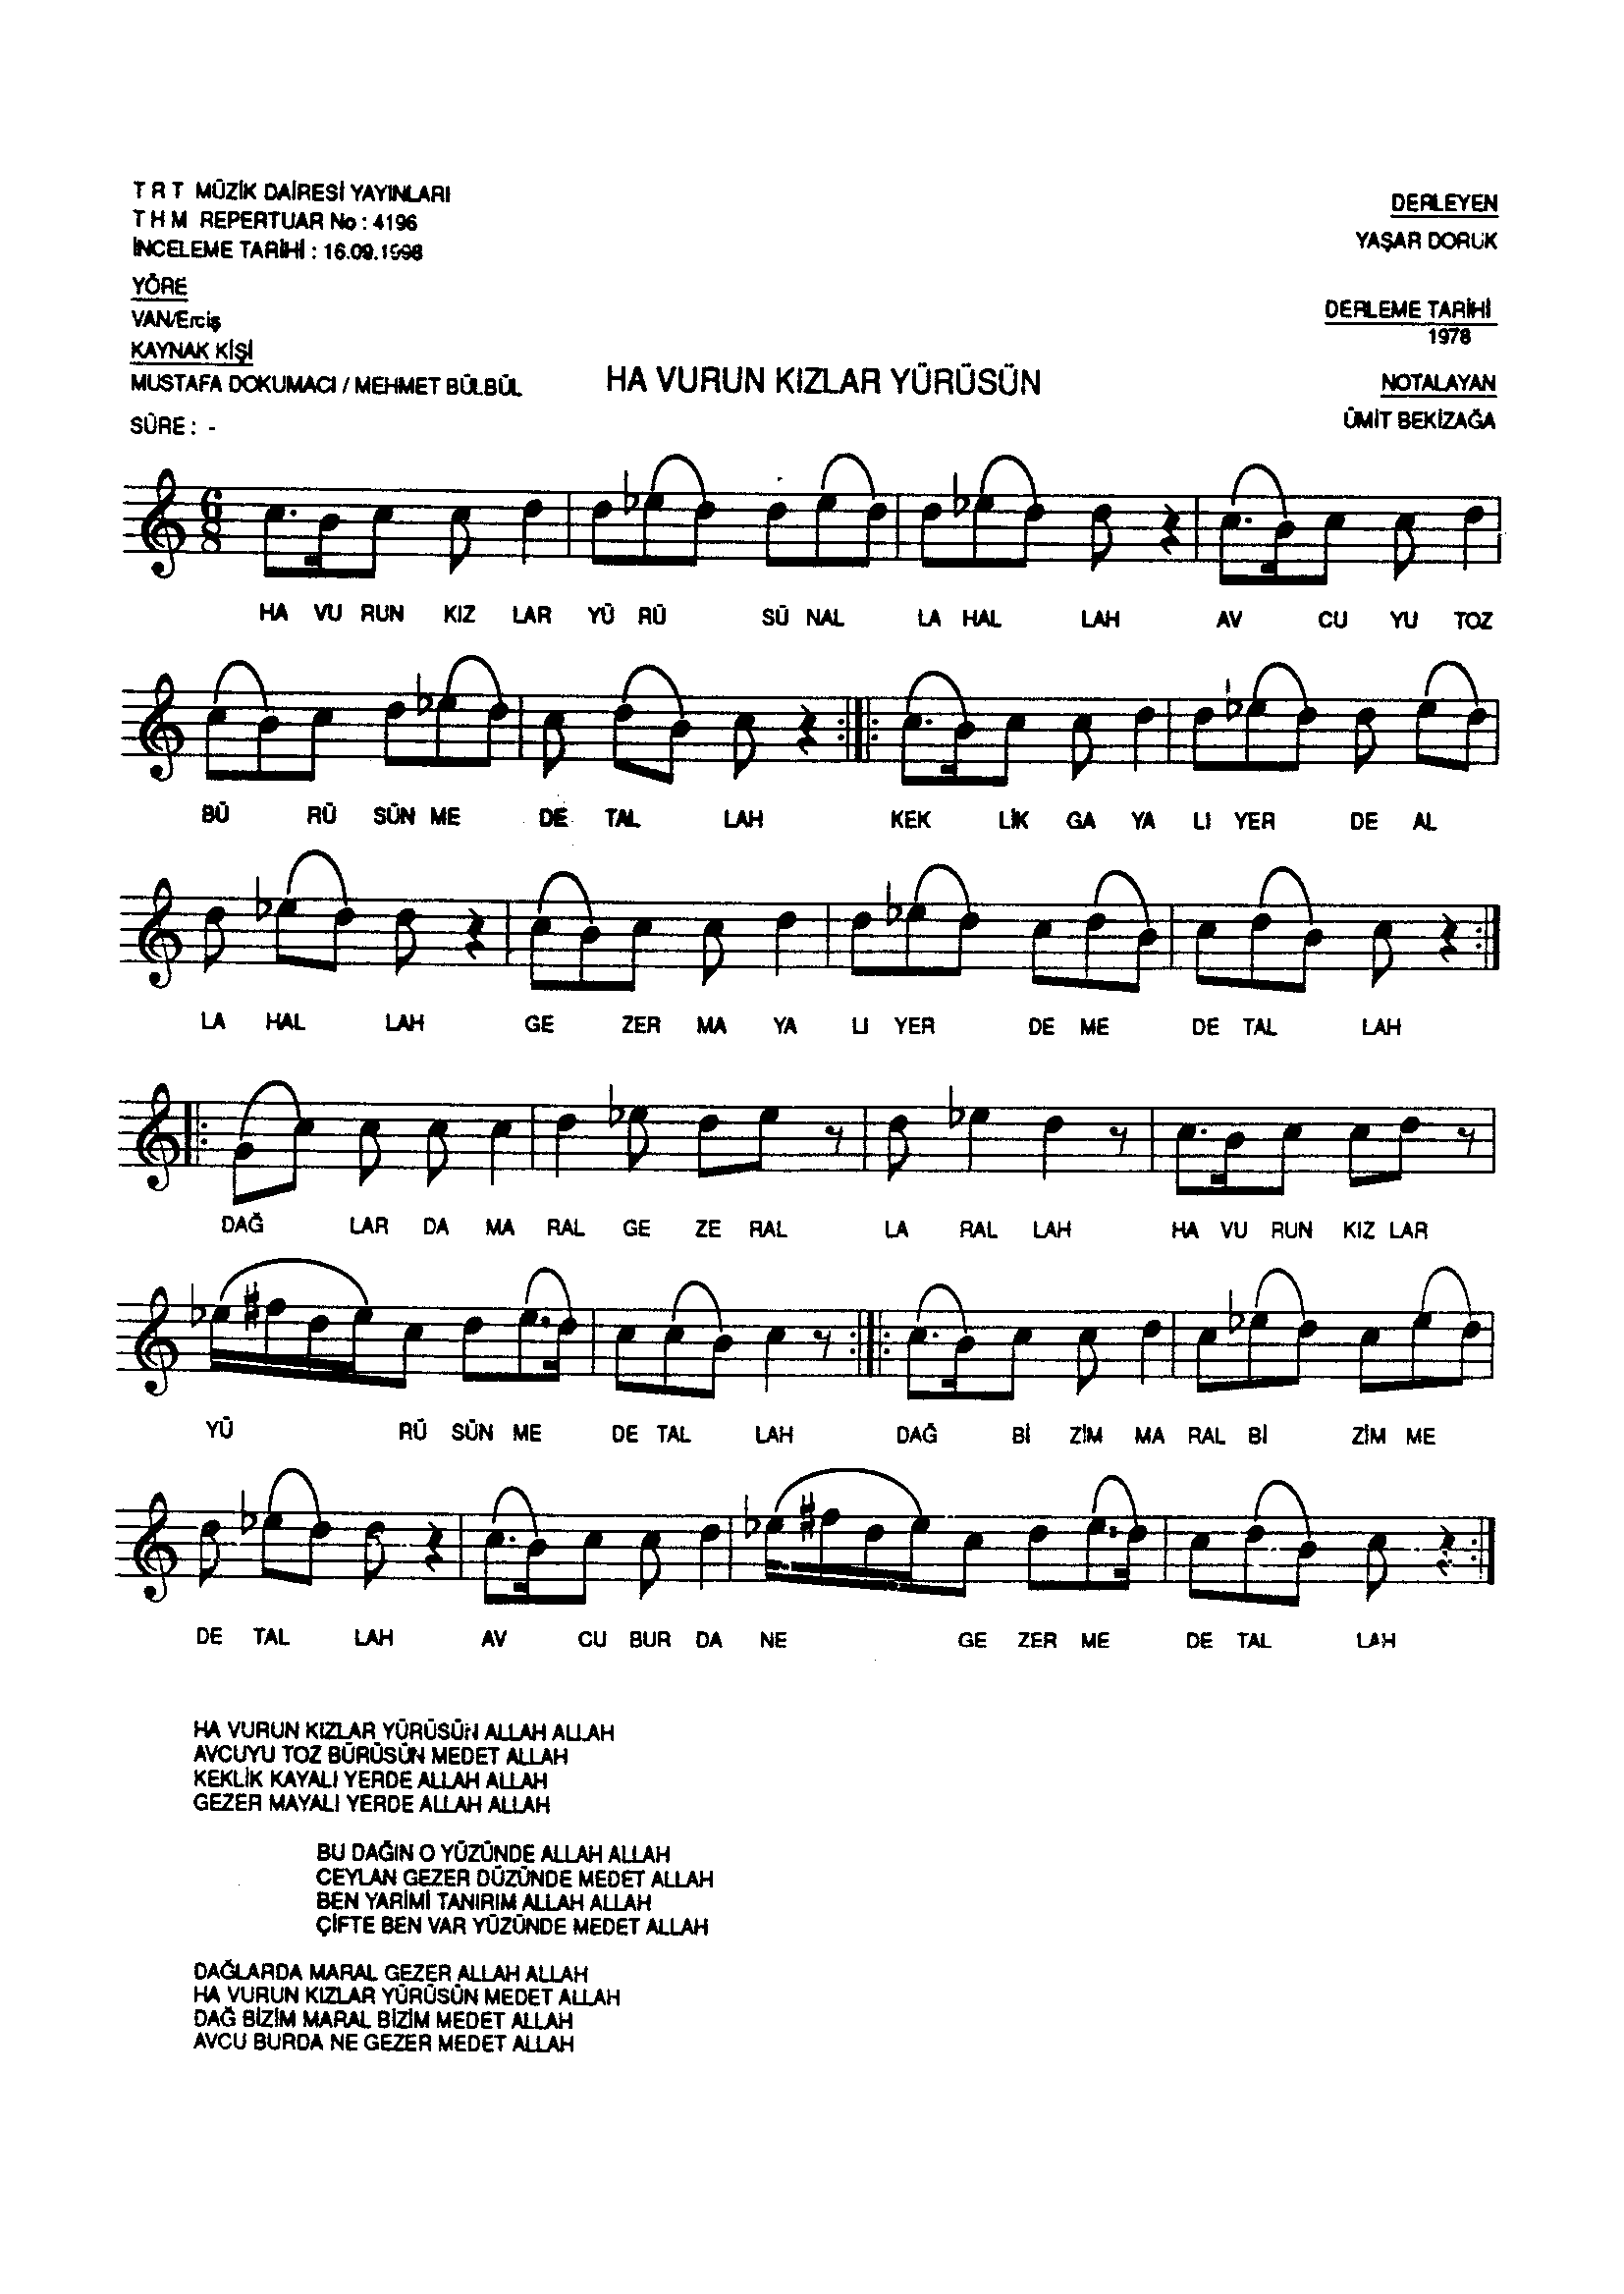 T R T MÜZİK DAİRESİ YAYINLARI
T H M REPERTUAR No : 4196
İNCELEME TARİHİ : 16.09.1998
YÖRE
VAN/Erciş
KAYNAK KİŞİ
MUSTAFA DOKUMACI / MEHMET BÜLBÜL
SÜRE : -
HA VURUN KIZLAR YÜRÜSÜN
DERLEYEN
YAŞAR DORUK
DERLEME TARİHİ
1978
NOTALAYAN
ÜMİT BEKİZAĞA
HA VU RUN KIZ LAR YÜ RÜ SÜ NAL LA HAL LAH AV CU YU TOZ
BÜ RÜ SÜN ME DE TAL LAH KEK LİK GA YA LI YER DE AL
LA HAL LAH GE ZER MA YA LI YER DE ME DE TAL LAH
DAĞ LAR DA MA RAL GE ZE RAL LA RAL LAH HA VU RUN KIZ LAR
YÜ RÜ SÜN ME DE TAL LAH DAĞ Bİ ZİM MA RAL Bİ ZİM ME
DE TAL LAH AV CU BUR DA NE GE ZER ME DE TAL LAH
HA VURUN KIZLAR YÜRÜSÜN ALLAH ALLAH
AVCUYU TOZ BÜRÜSÜN MEDET ALLAH
KEKLİK KAYALI YERDE ALLAH ALLAH
GEZER MAYALI YERDE ALLAH ALLAH
BU DAĞIN O YÜZÜNDE ALLAH ALLAH
CEYLAN GEZER DÜZÜNDE MEDET ALLAH
BEN YARİMİ TANIRIM ALLAH ALLAH
ÇİFTE BEN VAR YÜZÜNDE MEDET ALLAH
DAĞLARDA MARAL GEZER ALLAH ALLAH
HA VURUN KIZLAR YÜRÜSÜN MEDET ALLAH
DAĞ BİZİM MARAL BİZİM MEDET ALLAH
AVCU BURDA NE GEZER MEDET ALLAH